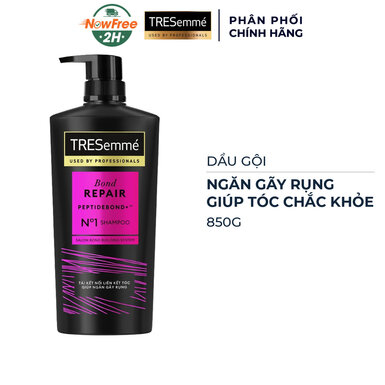 NowFree
2H
TRESemmé
USED BY PROFESSIONALS
PHÂN PHỐI
CHÍNH HÃNG
TRESemmé
USED BY PROFESSIONALS
Bond
REPAIR
PEPTIDEBOND+™
Nº1 SHAMPOO
SALON BOND BUILDING SYSTEM
TÁI KẾT NỐI LIÊN KẾT TÓC
GIÚP NGĂN GÃY RỤNG
DẦU GỘI
NGĂN GÃY RỤNG
GIÚP TÓC CHẮC KHỎE
850G